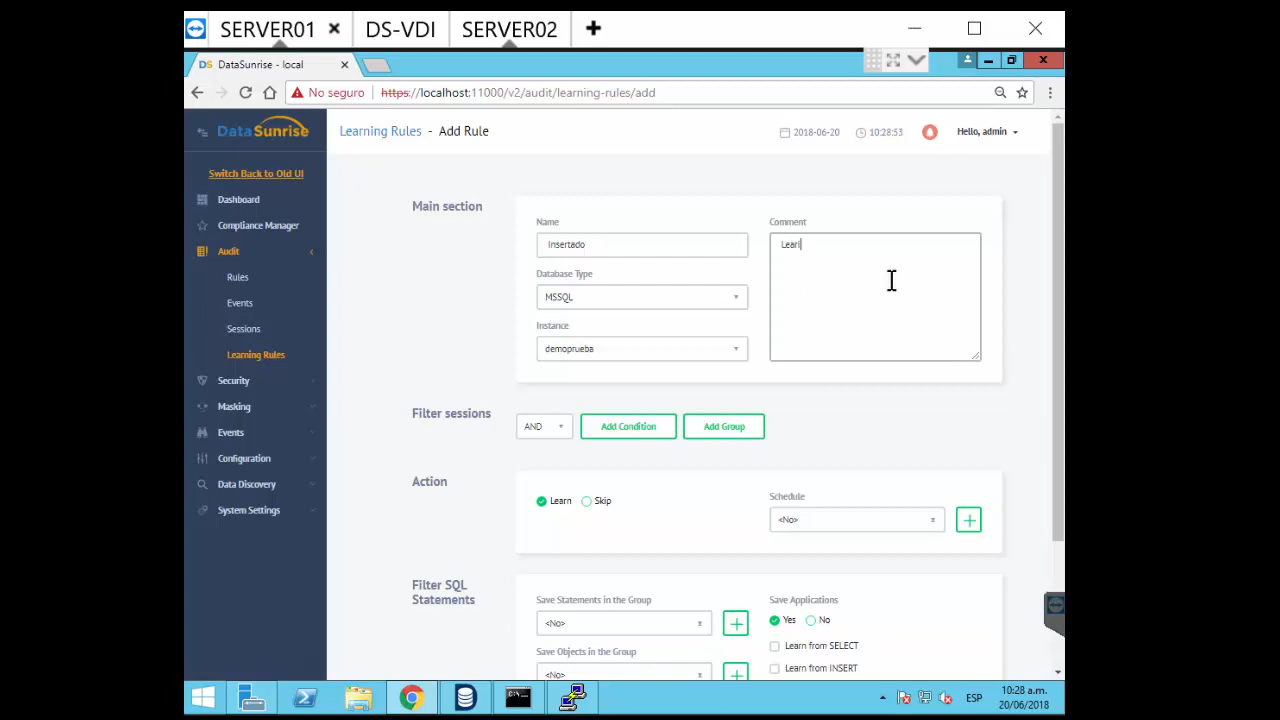 SERVER01
DS-VDI
SERVER02
DS DataSunrise - local
No seguro https://localhost:11000/v2/audit/learning-rules/add
DataSunrise
Learning Rules - Add Rule
2018-06-20
10:28:53
Hello, admin
Switch Back to Old UI
Dashboard
Compliance Manager
Audit
Rules
Events
Sessions
Learning Rules
Security
Masking
Events
Configuration
Data Discovery
System Settings
Main section
Name
Insertado
Database Type
MSSQL
Instance
demoprueba
Comment
Leari
Filter sessions
AND
Add Condition
Add Group
Action
Learn
Skip
Schedule
<No>
Filter SQL
Statements
Save Statements in the Group
<No>
Save Objects in the Group
<No>
Save Applications
Yes
No
Learn from SELECT
Learn from INSERT
ESP
10:28 a.m.
20/06/2018